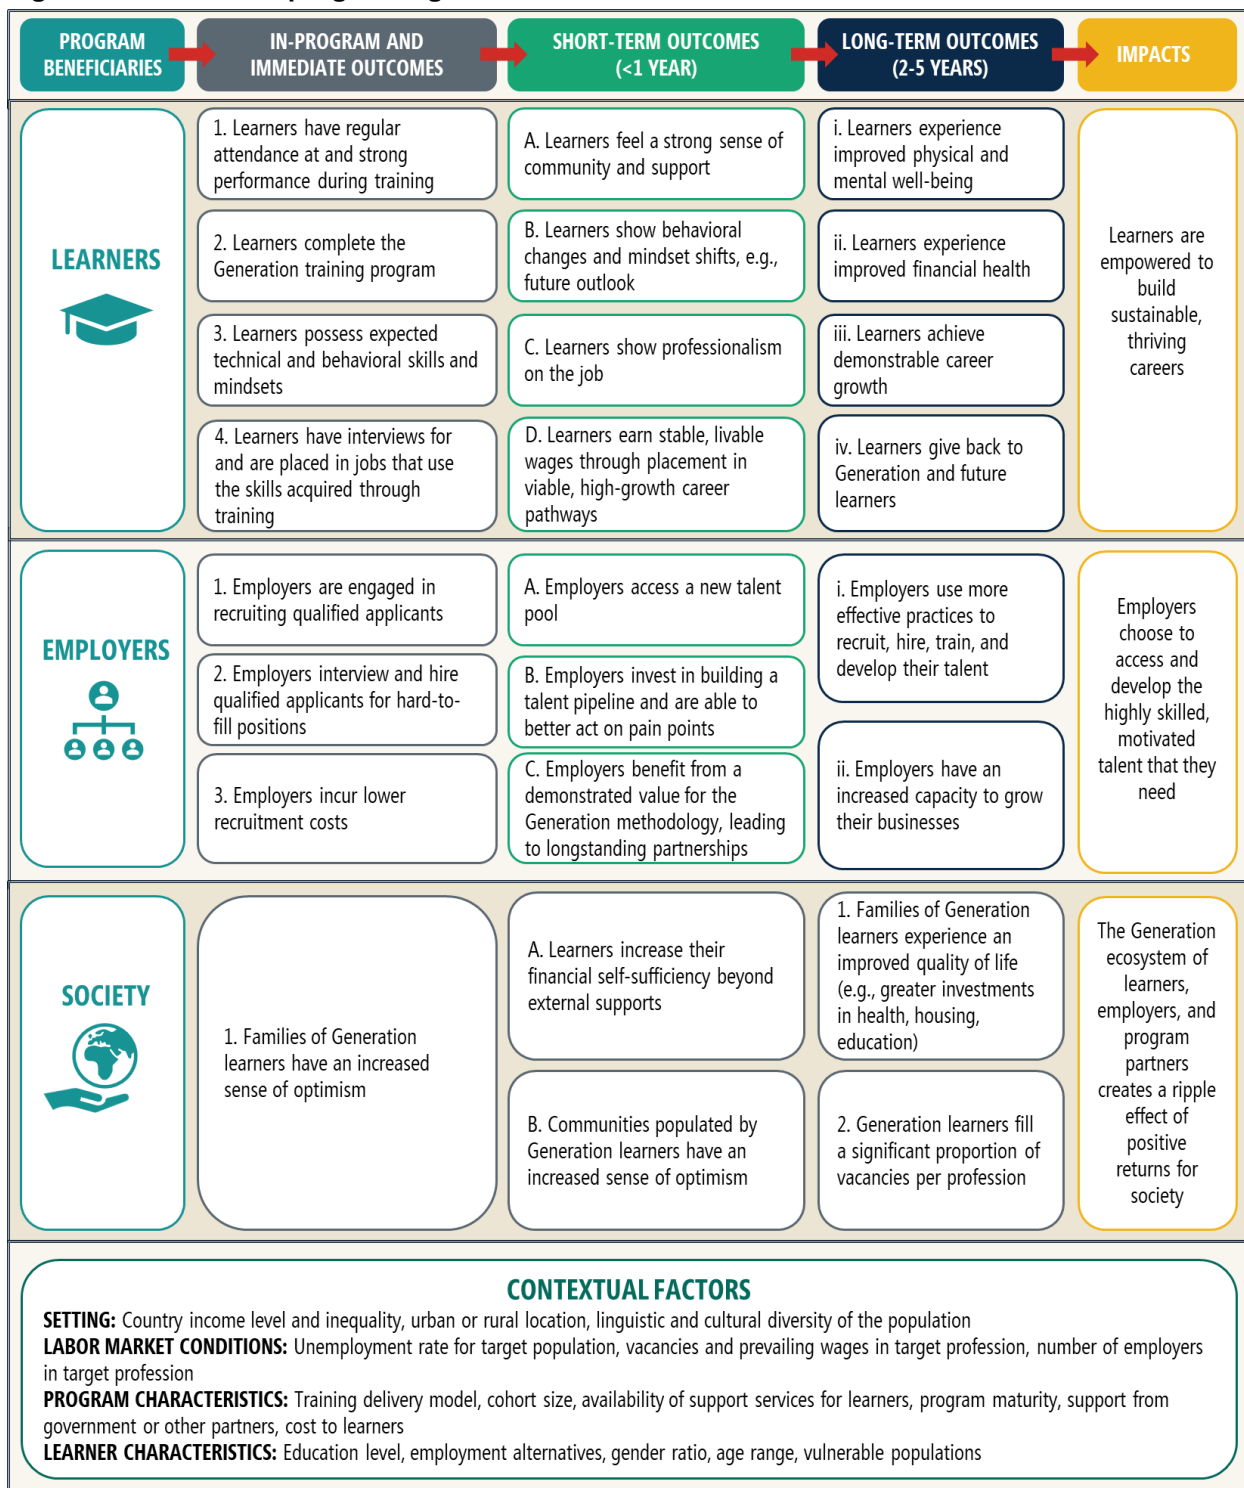 PROGRAM
BENEFICIARIES
IN-PROGRAM AND
IMMEDIATE OUTCOMES
SHORT-TERM OUTCOMES
(<1 YEAR)
LONG-TERM OUTCOMES
(2-5 YEARS)
IMPACTS
LEARNERS
1. Learners have regular
attendance at and strong
performance during training
2. Learners complete the
Generation training program
3. Learners possess expected
technical and behavioral skills and
mindsets
4. Learners have interviews for
and are placed in jobs that use
the skills acquired through
training
A. Learners feel a strong sense of
community and support
B. Learners show behavioral
changes and mindset shifts, e.g.,
future outlook
C. Learners show professionalism
on the job
D. Learners earn stable, livable
wages through placement in
viable, high-growth career
pathways
i. Learners experience
improved physical and
mental well-being
ii. Learners experience
improved financial health
iii. Learners achieve
demonstrable career
growth
iv. Learners give back to
Generation and future
learners
Learners are
empowered to
build
sustainable,
thriving
careers
EMPLOYERS
1. Employers are engaged in
recruiting qualified applicants
2. Employers interview and hire
qualified applicants for hard-to-
fill positions
3. Employers incur lower
recruitment costs
A. Employers access a new talent
pool
B. Employers invest in building a
talent pipeline and are able to
better act on pain points
C. Employers benefit from a
demonstrated value for the
Generation methodology, leading
to longstanding partnerships
i. Employers use more
effective practices to
recruit, hire, train, and
develop their talent
ii. Employers have an
increased capacity to grow
their businesses
Employers
choose to
access and
develop the
highly skilled,
motivated
talent that they
need
SOCIETY
1. Families of Generation
learners have an increased
sense of optimism
A. Learners increase their
financial self-sufficiency beyond
external supports
B. Communities populated by
Generation learners have an
increased sense of optimism
1. Families of Generation
learners experience an
improved quality of life
(e.g., greater investments
in health, housing,
education)
2. Generation learners fill
a significant proportion of
vacancies per profession
The Generation
ecosystem of
learners,
employers, and
program
partners
creates a ripple
effect of
positive
returns for
society
CONTEXTUAL FACTORS
SETTING: Country income level and inequality, urban or rural location, linguistic and cultural diversity of the population
LABOR MARKET CONDITIONS: Unemployment rate for target population, vacancies and prevailing wages in target profession, number of employers
in target profession
PROGRAM CHARACTERISTICS: Training delivery model, cohort size, availability of support services for learners, program maturity, support from
government or other partners, cost to learners
LEARNER CHARACTERISTICS: Education level, employment alternatives, gender ratio, age range, vulnerable populations